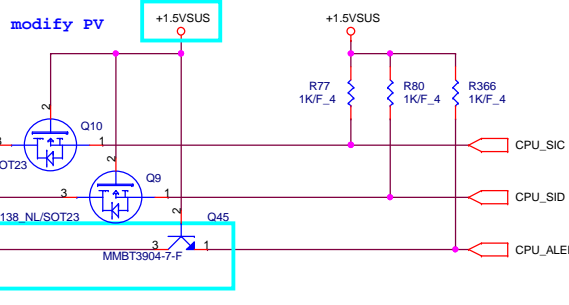 modify PV
+1.5VSUS
+1.5VSUS
R77
1K/F_4
R80
1K/F_4
R366
1K/F_4
2
Q10
3
1
CPU_SIC
OT23
2
Q9
3
1
CPU_SID
138_NL/SOT23
2
Q45
3
1
MMBT3904-7-F
CPU_ALE